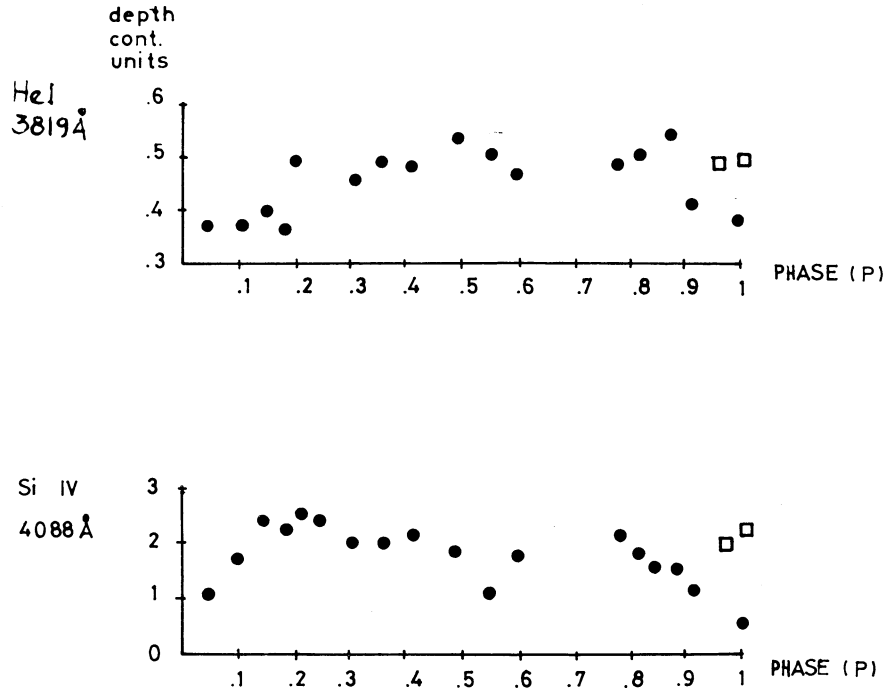 depth
cont.
units
HeI
3819Å
.6
.5
.4
.3
.1 .2 .3 .4 .5 .6 .7 .8 .9 1
PHASE (P)
Si IV
4088Å
3
2
1
0
.1 .2 .3 .4 .5 .6 .7 .8 .9 1
PHASE (P)